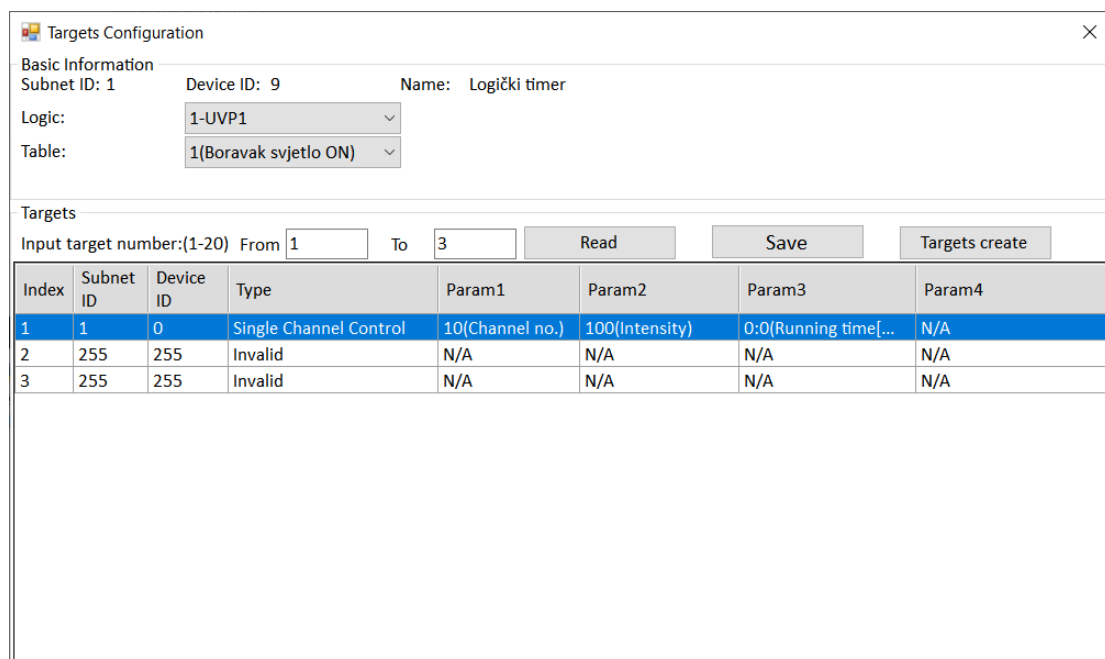 Targets Configuration
Basic Information
Subnet ID: 1 Device ID: 9 Name: Logički timer
Logic: 1-UVP1
Table: 1(Boravak svjetlo ON)
Targets
Input target number:(1-20) From 1 To 3 Read Save Targets create
Index Subnet ID Device ID Type Param1 Param2 Param3 Param4
1 1 0 Single Channel Control 10(Channel no.) 100(Intensity) 0:0(Running time[... N/A
2 255 255 Invalid N/A N/A N/A N/A
3 255 255 Invalid N/A N/A N/A N/A